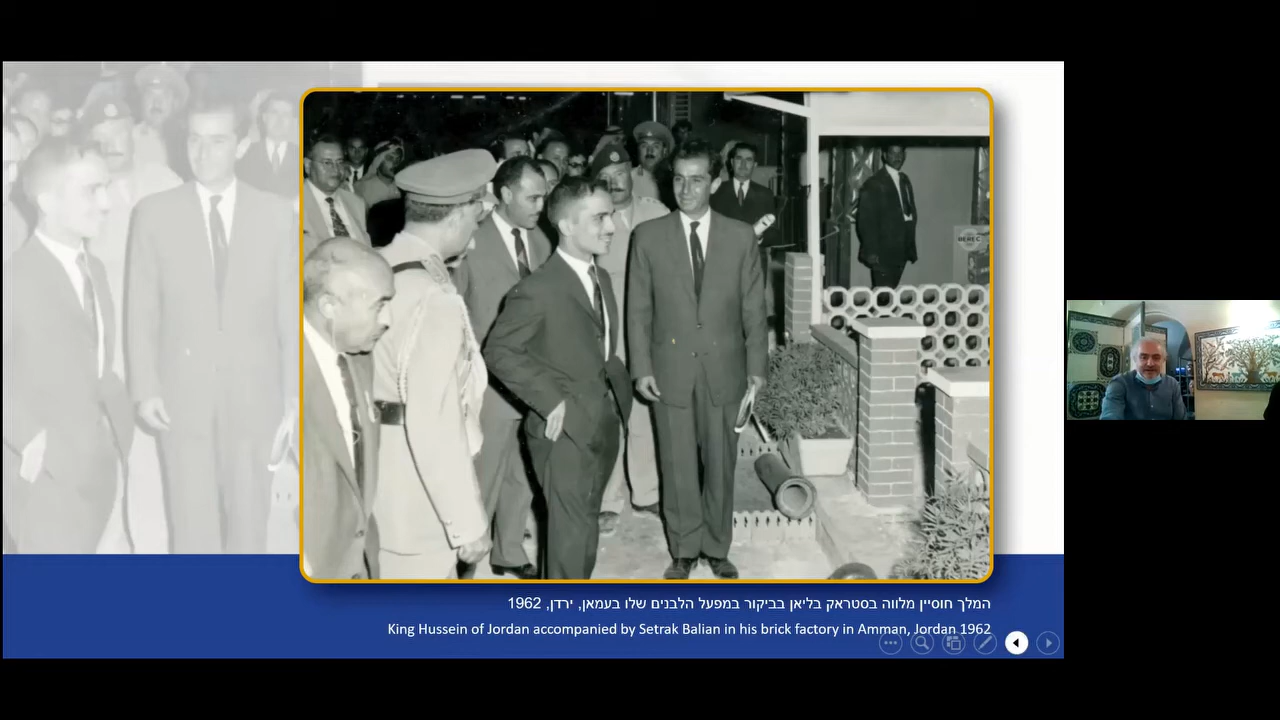 BEREC
המלך חוסיין מלווה בסטראק בליאן בביקור במפעל הלבנים שלו בעמאן, ירדן, 1962
King Hussein of Jordan accompanied by Setrak Balian in his brick factory in Amman, Jordan 1962